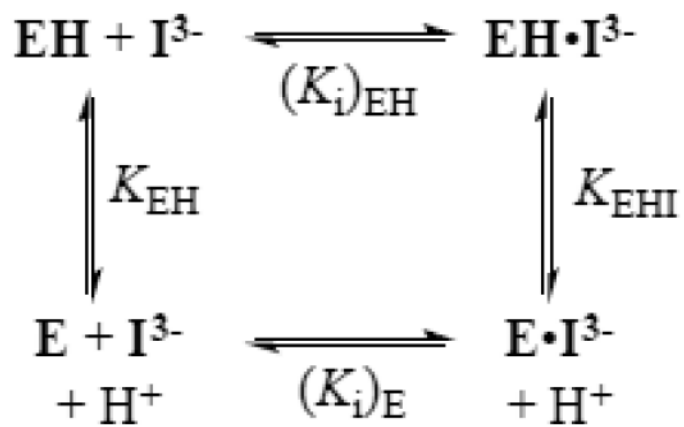 EH + I³⁻ ⇌ EH•I³⁻
(Kᵢ)EH
KEH KEHI
E + I³⁻ ⇌ E•I³⁻
+ H⁺ (Kᵢ)E + H⁺